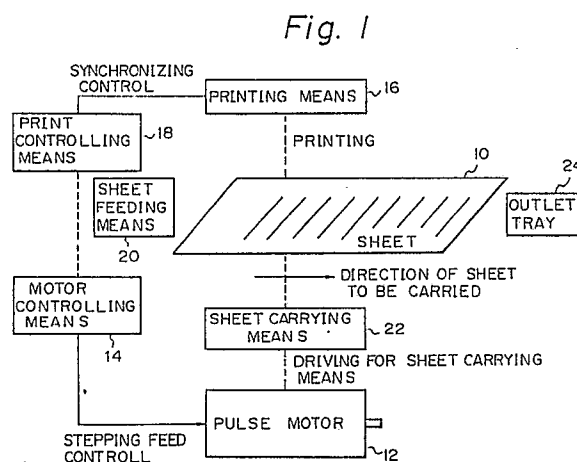 Fig. 1
SYNCHRONIZING
CONTROL
PRINTING MEANS
16
PRINT
CONTROLLING
MEANS
18
PRINTING
10
24
SHEET
FEEDING
MEANS
20
OUTLET
TRAY
SHEET
DIRECTION OF SHEET
TO BE CARRIED
MOTOR
CONTROLLING
MEANS
14
SHEET CARRYING
MEANS
22
DRIVING FOR SHEET CARRYING
MEANS
PULSE MOTOR
STEPPING FEED
CONTROLL
12